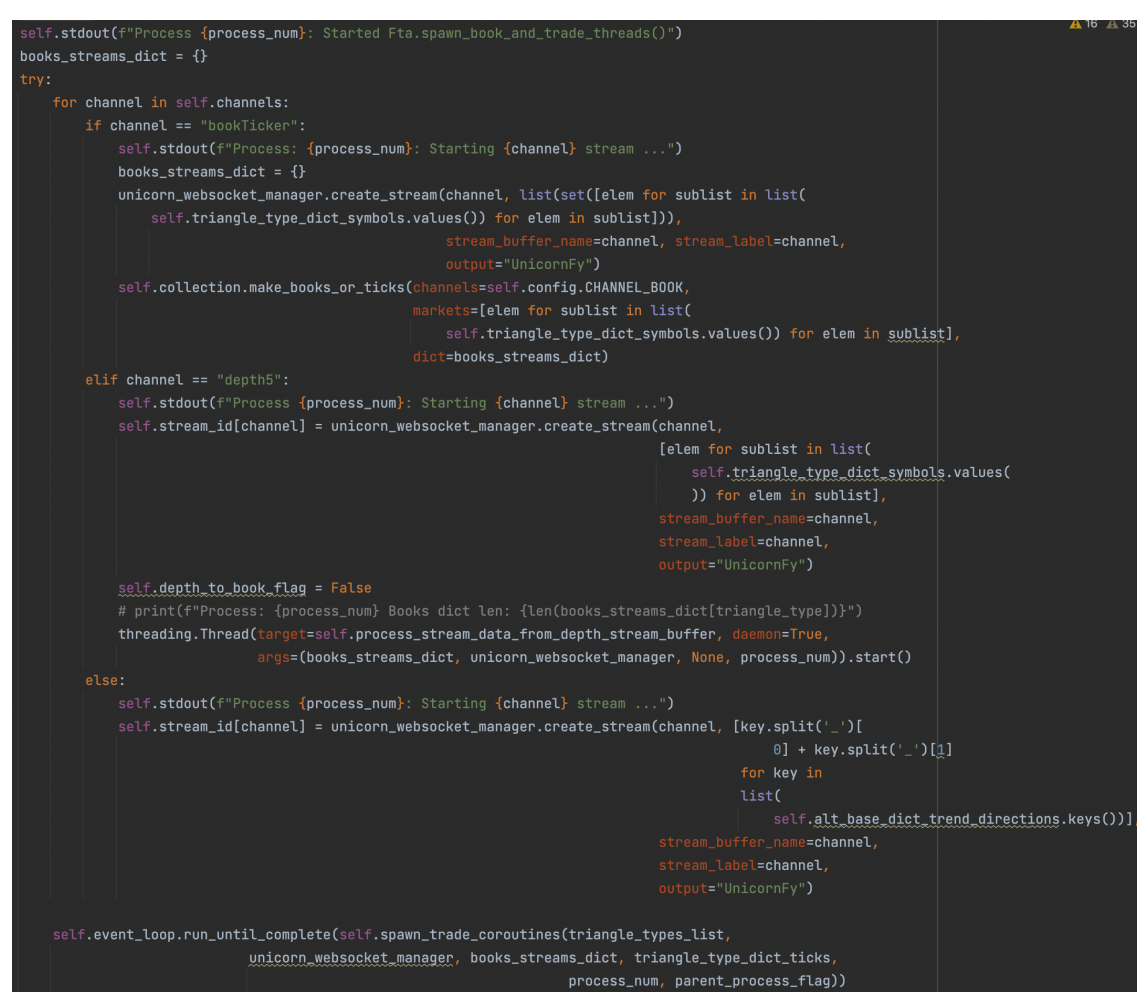 16 35
self.stdout(f"Process {process_num}: Started Fta.spawn_book_and_trade_threads()")
books_streams_dict = {}
try:
for channel in self.channels:
if channel == "bookTicker":
self.stdout(f"Process: {process_num}: Starting {channel} stream ...")
books_streams_dict = {}
unicorn_websocket_manager.create_stream(channel, list(set([elem for sublist in list(
self.triangle_type_dict_symbols.values()) for elem in sublist])),
stream_buffer_name=channel, stream_label=channel,
output="UnicornFy")
self.collection.make_books_or_ticks(channels=self.config.CHANNEL_BOOK,
markets=[elem for sublist in list(
self.triangle_type_dict_symbols.values()) for elem in sublist],
dict=books_streams_dict)
elif channel == "depth5":
self.stdout(f"Process {process_num}: Starting {channel} stream ...")
self.stream_id[channel] = unicorn_websocket_manager.create_stream(channel,
[elem for sublist in list(
self.triangle_type_dict_symbols.values(
)) for elem in sublist],
stream_buffer_name=channel,
stream_label=channel,
output="UnicornFy")
self.depth_to_book_flag = False
# print(f"Process: {process_num} Books dict len: {len(books_streams_dict[triangle_type])}")
threading.Thread(target=self.process_stream_data_from_depth_stream_buffer, daemon=True,
args=(books_streams_dict, unicorn_websocket_manager, None, process_num)).start()
else:
self.stdout(f"Process {process_num}: Starting {channel} stream ...")
self.stream_id[channel] = unicorn_websocket_manager.create_stream(channel, [key.split('_')[
0] + key.split('_')[1]
for key in
list(
self.alt_base_dict_trend_directions.keys())],
stream_buffer_name=channel,
stream_label=channel,
output="UnicornFy")
self.event_loop.run_until_complete(self.spawn_trade_coroutines(triangle_types_list,
unicorn_websocket_manager, books_streams_dict, triangle_type_dict_ticks,
process_num, parent_process_flag))